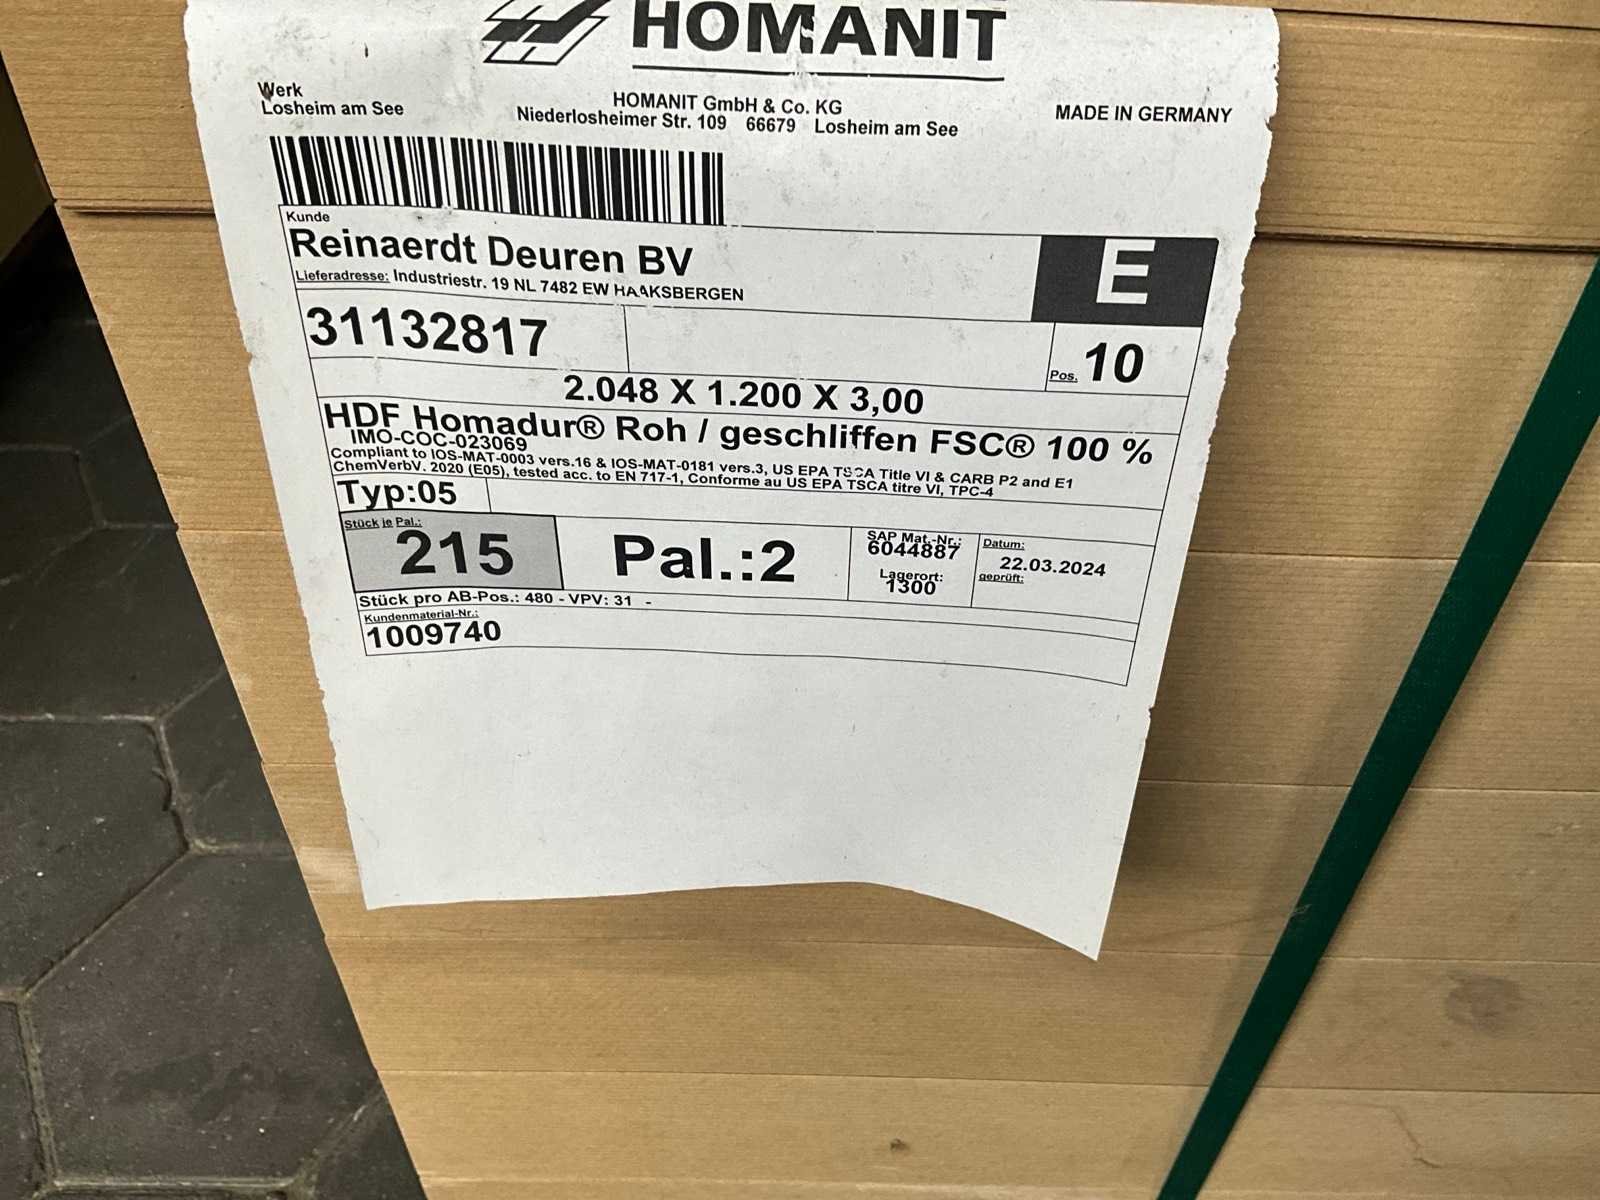 HOMANIT
Werk
Losheim am See
HOMANIT GmbH & Co. KG
Niederlosheimer Str. 109 66679 Losheim am See
MADE IN GERMANY
Kunde
Reinaerdt Deuren BV
Lieferadresse: Industriestr. 19 NL 7482 EW HAAKSBERGEN
E
31132817
Pos. 10
2.048 X 1.200 X 3,00
HDF Homadur® Roh / geschliffen FSC® 100 %
IMO-COC-023069
Compliant to IOS-MAT-0003 vers.16 & IOS-MAT-0181 vers.3, US EPA TSCA Title VI & CARB P2 and E1
ChemVerbV. 2020 (E05), tested acc. to EN 717-1, Conforme au US EPA TSCA titre VI, TPC-4
Typ:05
Stück je Pal.:
215
Pal.:2
SAP Mat.-Nr.:
6044887
Lagerort:
1300
Datum:
22.03.2024
geprüft:
Stück pro AB-Pos.: 480 - VPV: 31 -
Kundenmaterial-Nr.:
1009740